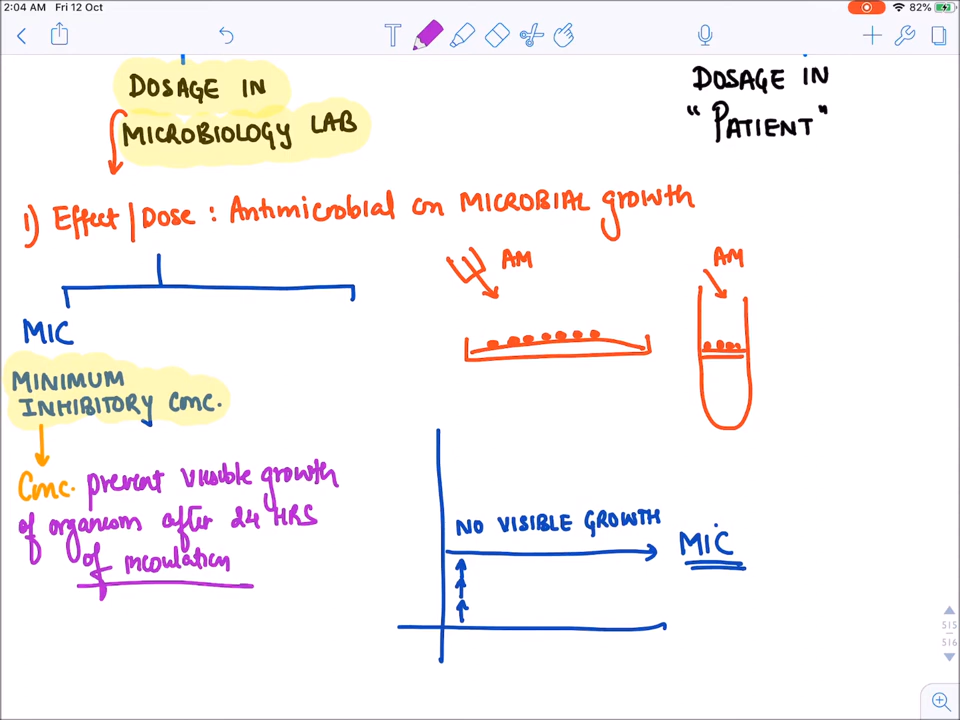 2:04 AM Fri 12 Oct
82%
T
DOSAGE IN
MICROBIOLOGY LAB
DOSAGE IN
"PATIENT"
1) Effect/Dose : Antimicrobial on MICROBIAL growth
AM
AM
MIC
MINIMUM
INHIBITORY Conc.
Conc. prevent visible growth
of organism after 24 HRS
of inoculation
NO VISIBLE GROWTH
MIC
515
516